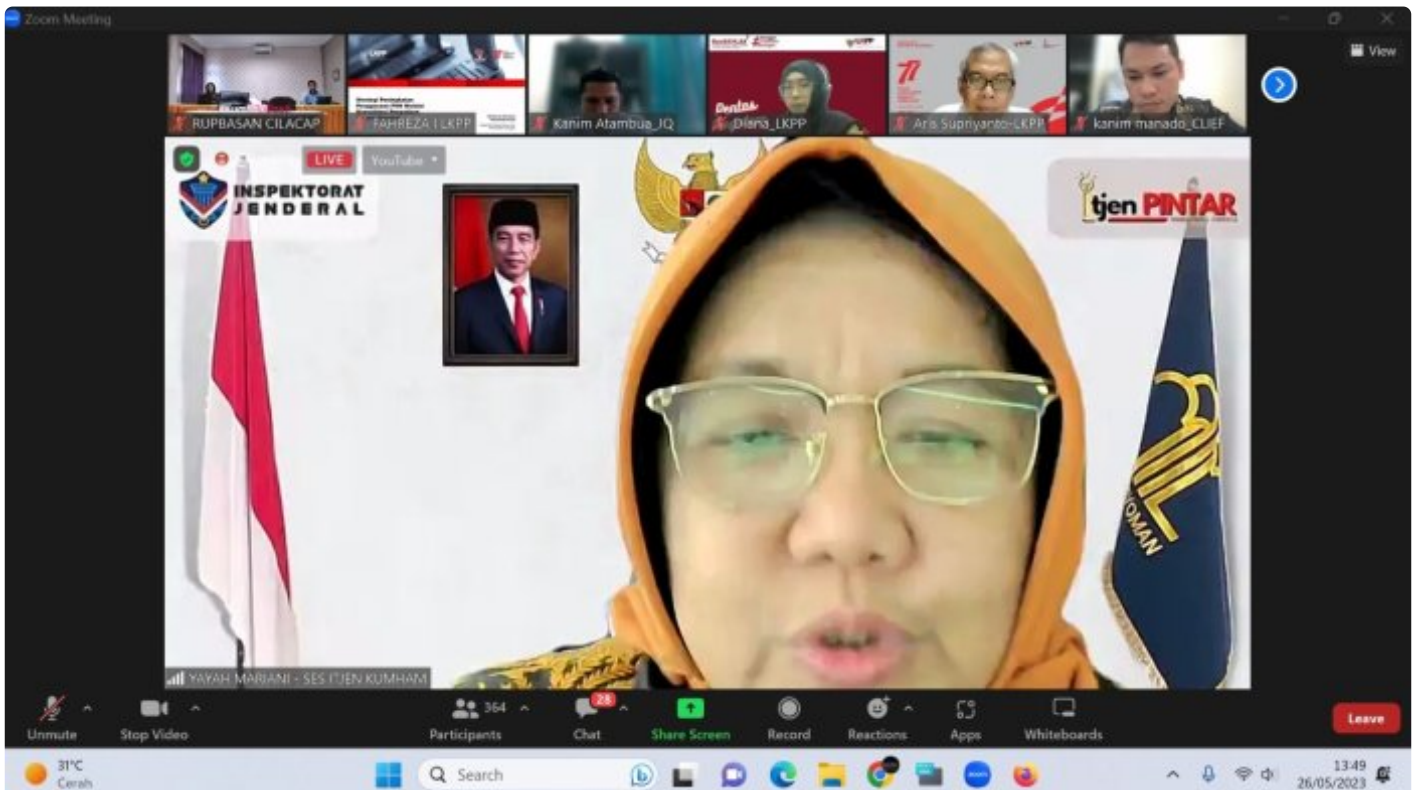 Zoom Meeting
View
RUPBASAN CILACAP
FAHREZA I LKPP
Kanim Atambua_JQ
Diana_LKPP
Aris Supriyanto-LKPP
kanim manado_CLIEF
LIVE
YouTube
INSPEKTORAT
JENDERAL
Itjen PINTAR
YOMAN
YAYAH MARIANI - SES ITJEN KUMHAM
Unmute
Stop Video
364
Participants
28
Chat
Share Screen
Record
Reactions
Apps
Whiteboards
Leave
31°C
Cerah
Search
13:49
26/05/2023